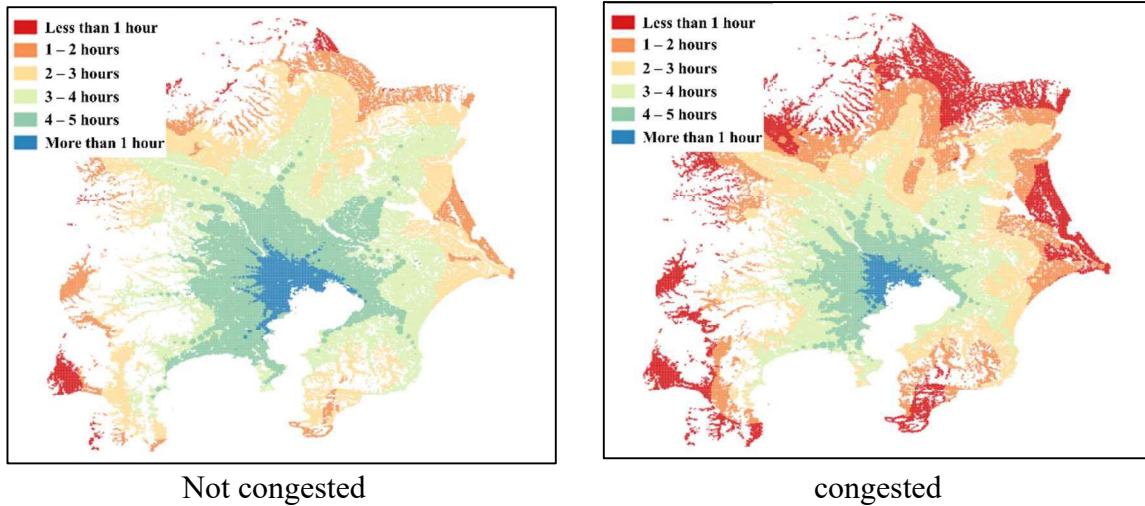 Less than 1 hour
1 – 2 hours
2 – 3 hours
3 – 4 hours
4 – 5 hours
More than 1 hour
Less than 1 hour
1 – 2 hours
2 – 3 hours
3 – 4 hours
4 – 5 hours
More than 1 hour
Not congested
congested